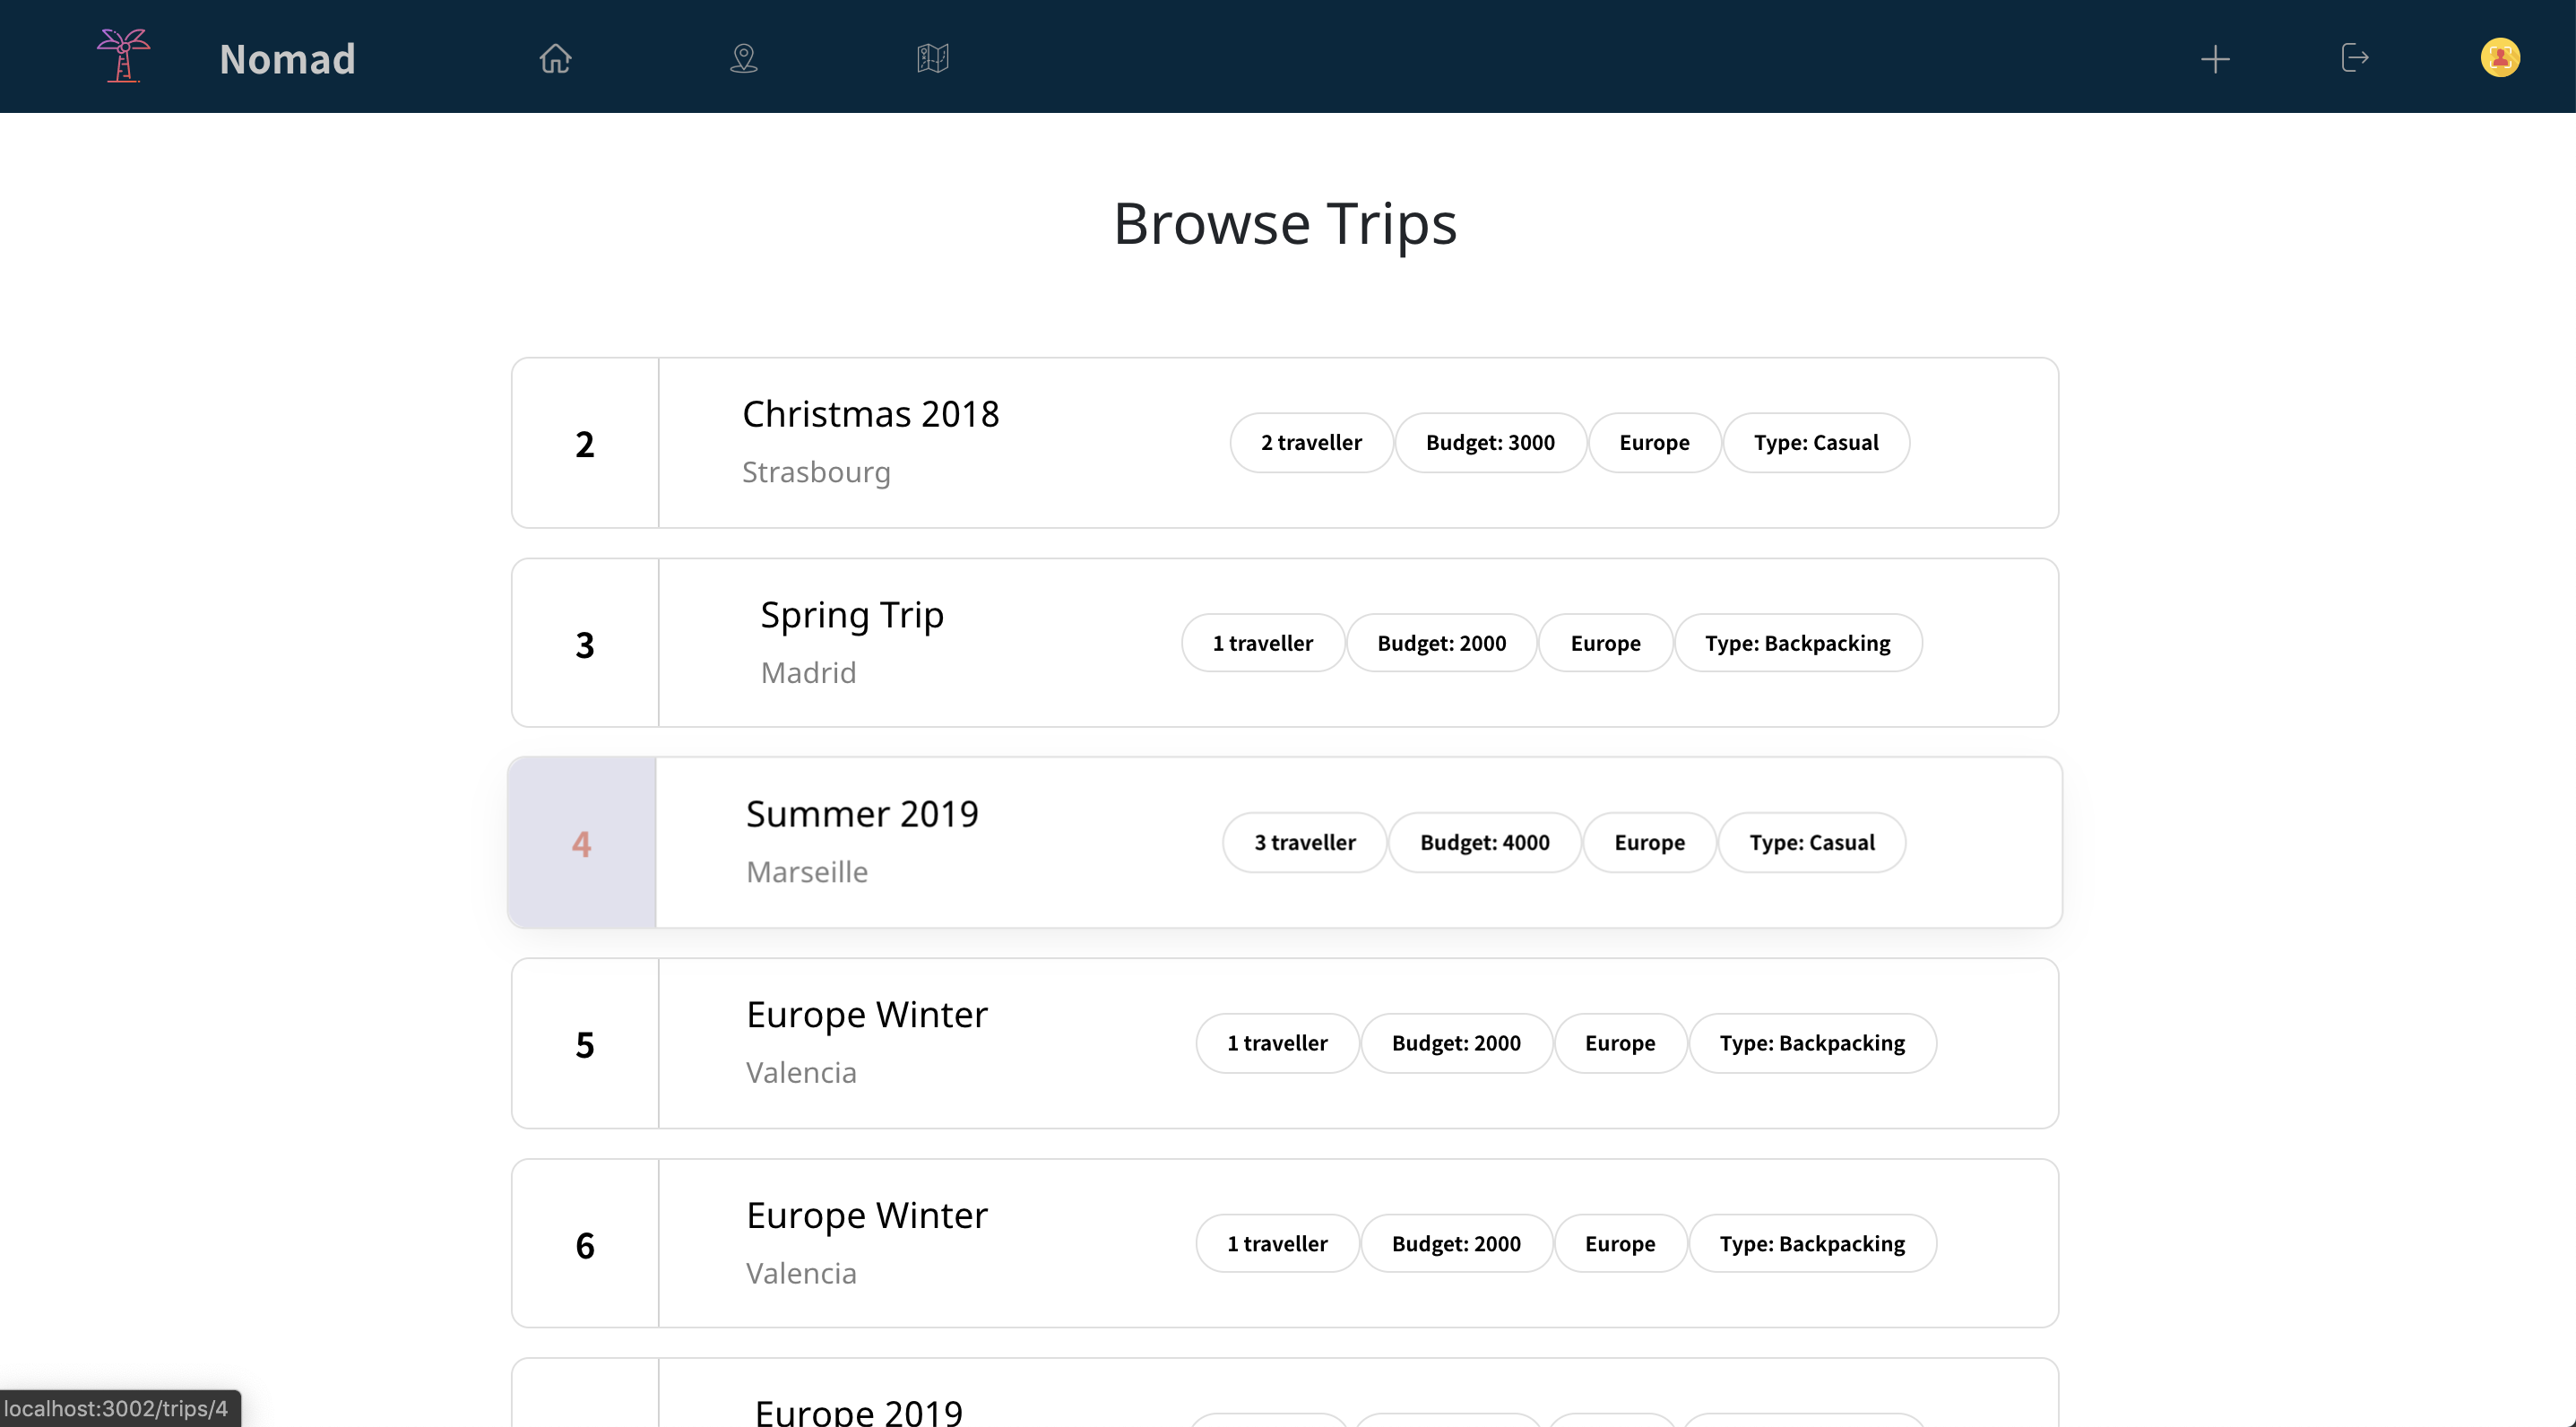 Nomad
Browse Trips
2
Christmas 2018
Strasbourg
2 traveller
Budget: 3000
Europe
Type: Casual
3
Spring Trip
Madrid
1 traveller
Budget: 2000
Europe
Type: Backpacking
4
Summer 2019
Marseille
3 traveller
Budget: 4000
Europe
Type: Casual
5
Europe Winter
Valencia
1 traveller
Budget: 2000
Europe
Type: Backpacking
6
Europe Winter
Valencia
1 traveller
Budget: 2000
Europe
Type: Backpacking
Europe 2019
localhost:3002/trips/4